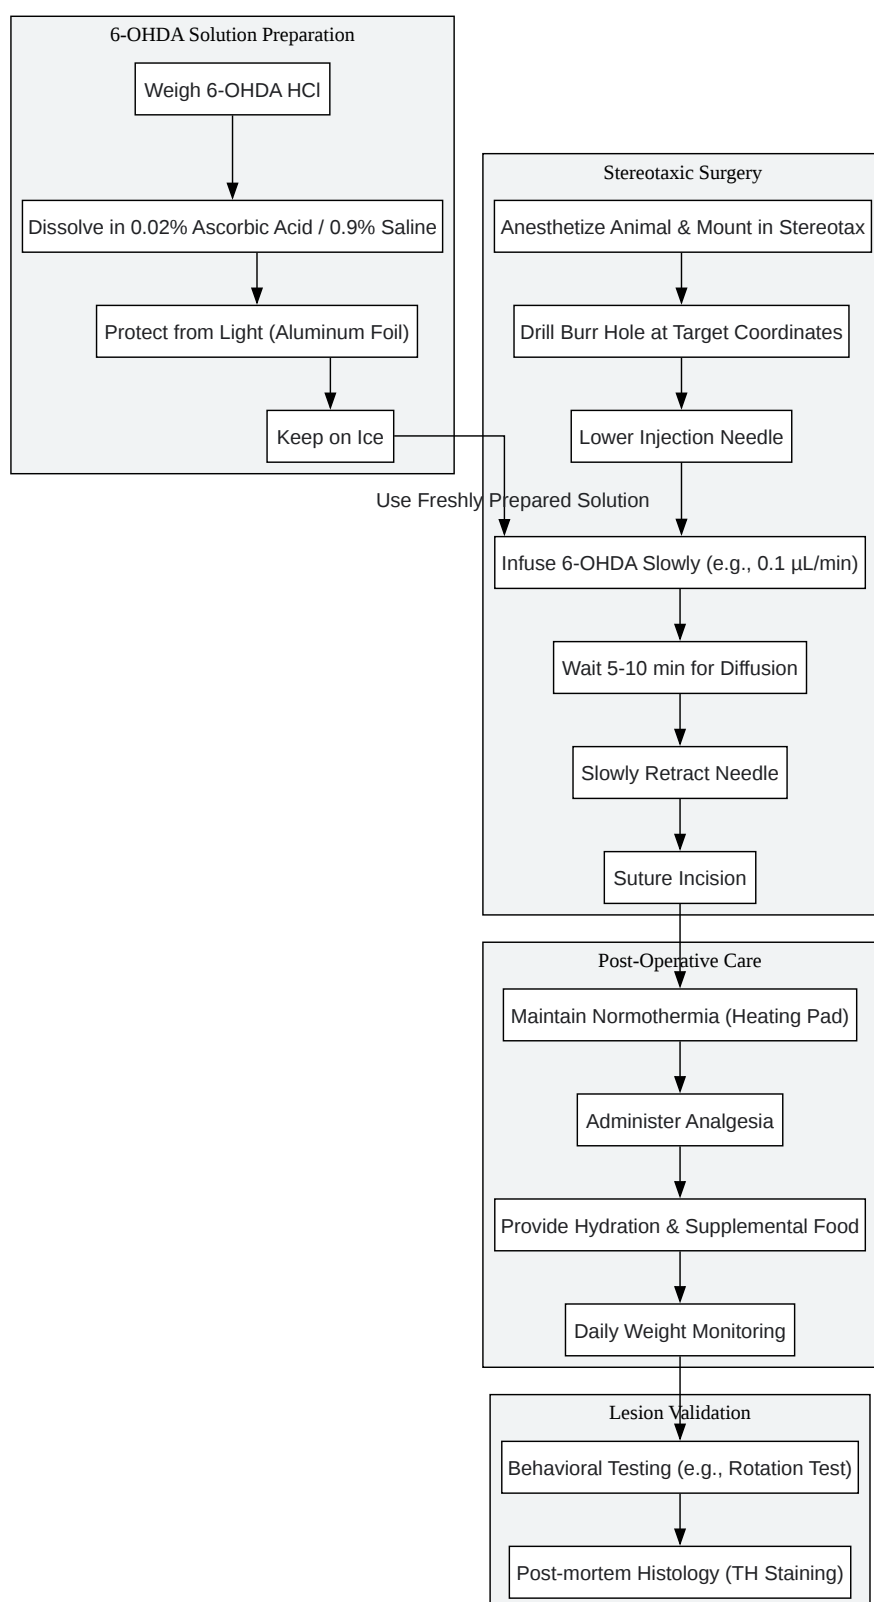 6-OHDA Solution Preparation
Weigh 6-OHDA HCl
Dissolve in 0.02% Ascorbic Acid / 0.9% Saline
Protect from Light (Aluminum Foil)
Keep on Ice
Use Freshly Prepared Solution
Stereotaxic Surgery
Anesthetize Animal & Mount in Stereotax
Drill Burr Hole at Target Coordinates
Lower Injection Needle
Infuse 6-OHDA Slowly (e.g., 0.1 µL/min)
Wait 5-10 min for Diffusion
Slowly Retract Needle
Suture Incision
Post-Operative Care
Maintain Normothermia (Heating Pad)
Administer Analgesia
Provide Hydration & Supplemental Food
Daily Weight Monitoring
Lesion Validation
Behavioral Testing (e.g., Rotation Test)
Post-mortem Histology (TH Staining)